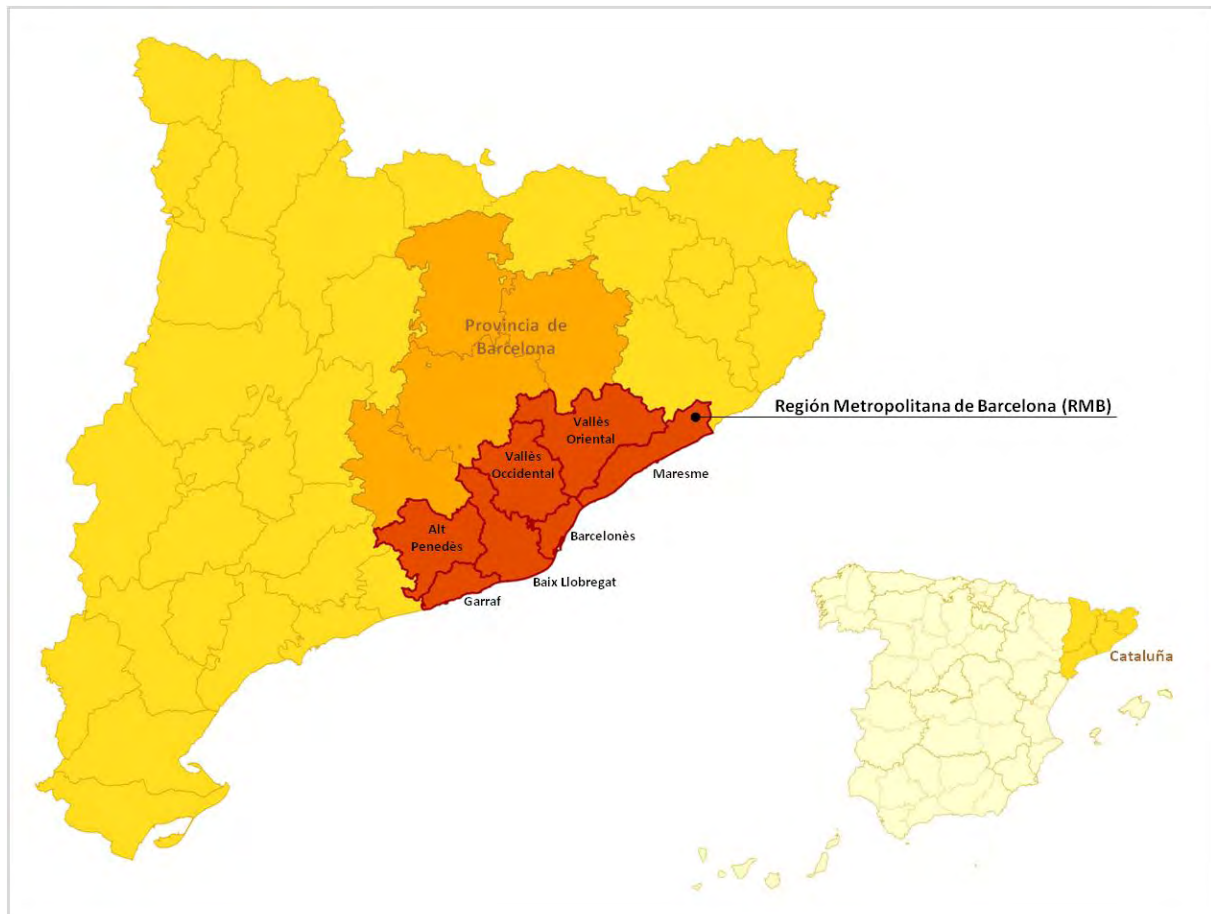 Provincia de
Barcelona
Región Metropolitana de Barcelona (RMB)
Vallès
Oriental
Vallès
Occidental
Maresme
Alt
Penedès
Barcelonès
Baix Llobregat
Garraf
Cataluña